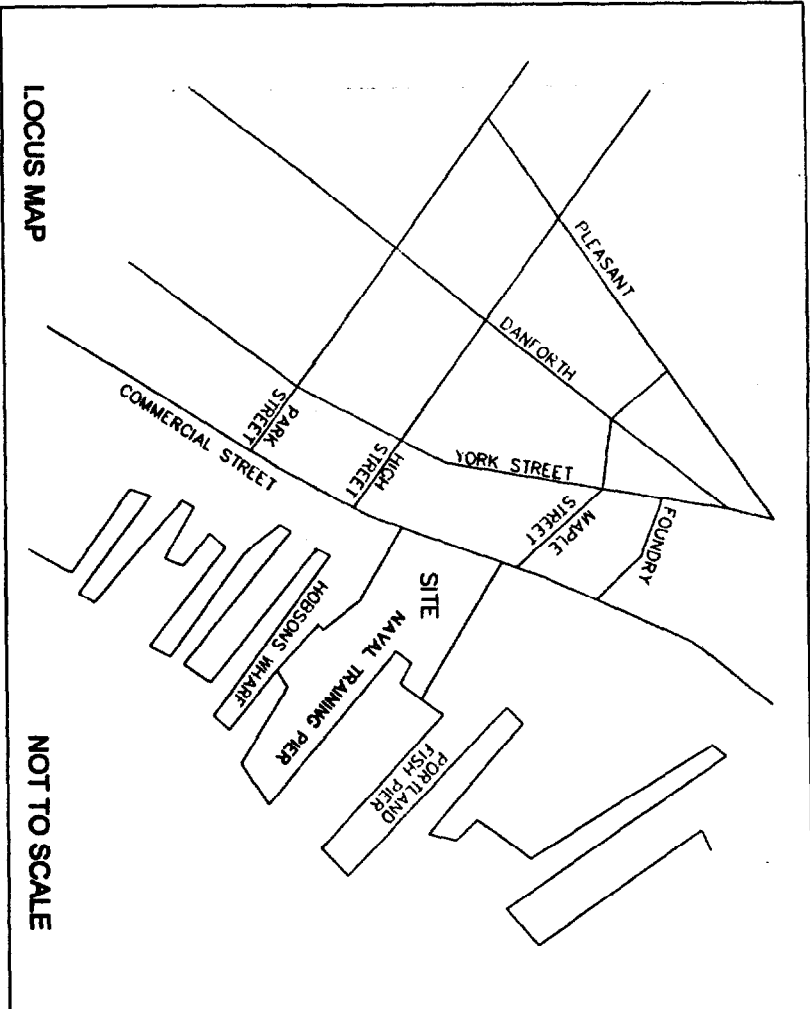 PLEASANT
DANFORTH
YORK STREET
FOUNDRY
MAPLE
STREET
HIGH
STREET
PARK
STREET
COMMERCIAL STREET
SITE
NAVAL TRAINING PIER
HOBSONS WHARF
PORTLAND
FISH PIER
LOCUS MAP
NOT TO SCALE